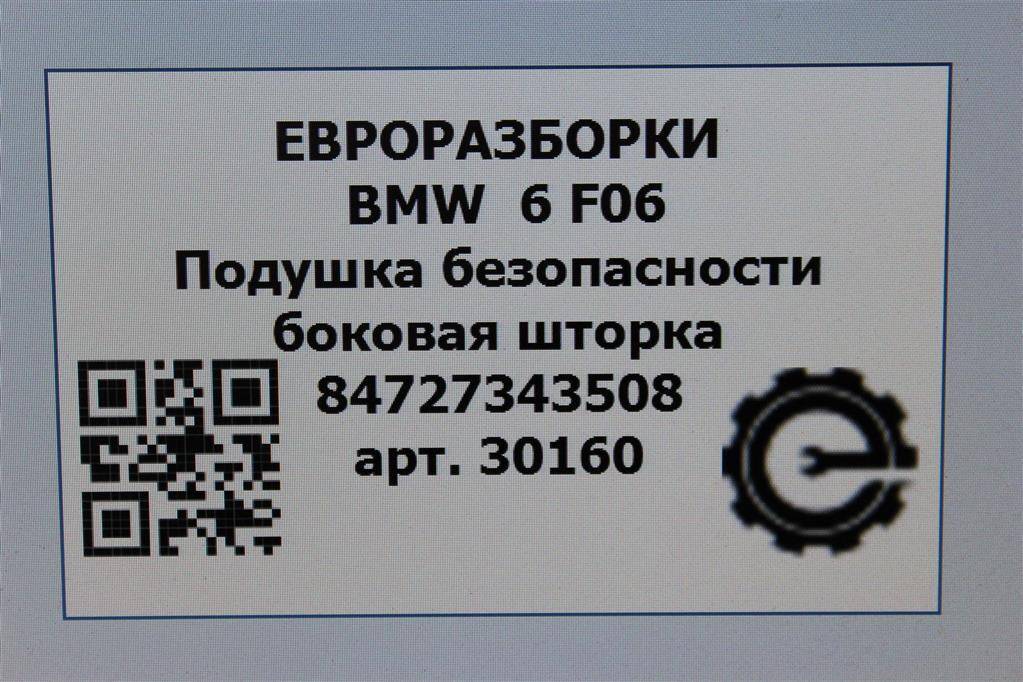 ЕВРОРАЗБОРКИ
BMW 6 F06
Подушка безопасности
боковая шторка
84727343508
арт. 30160